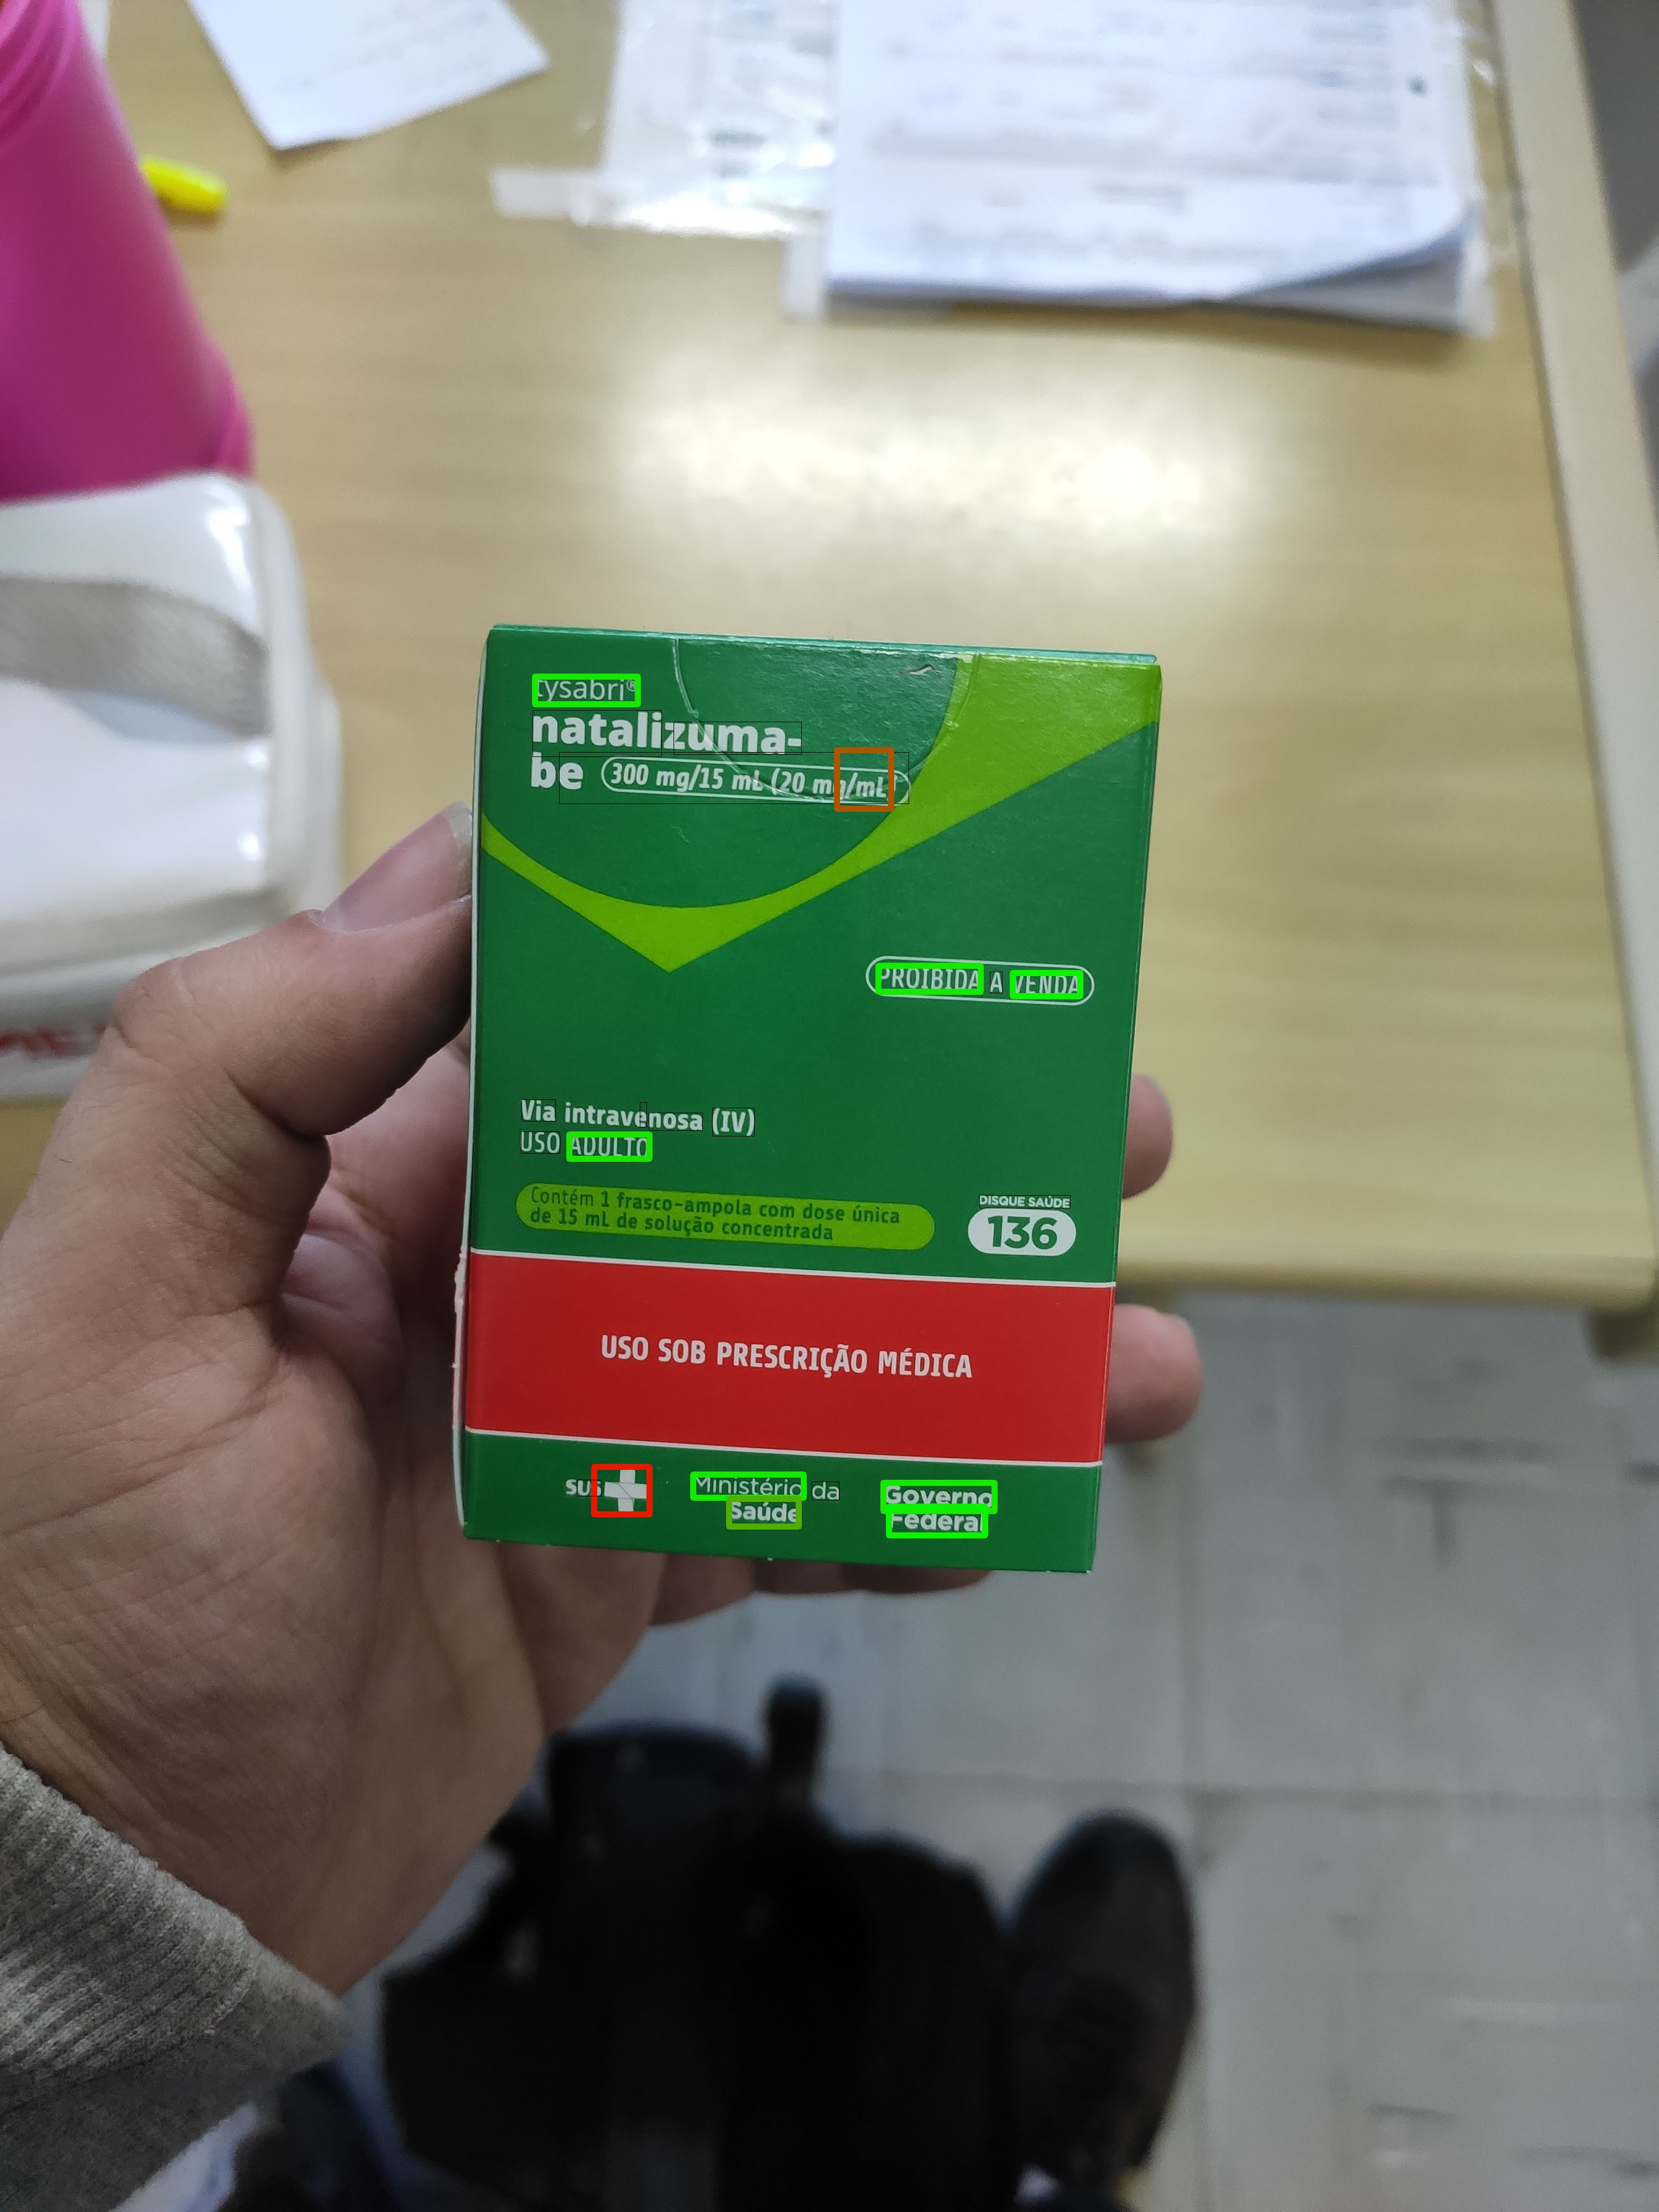 tysabri®
natalizuma-
be 300 mg/15 mL (20 mg/mL)
PROIBIDA A VENDA
Via intravenosa (IV)
USO ADULTO
Contém 1 frasco-ampola com dose única
de 15 mL de solução concentrada
DISQUE SAÚDE
136
USO SOB PRESCRIÇÃO MÉDICA
SUS
Ministério da
Saúde
Governo
Federal